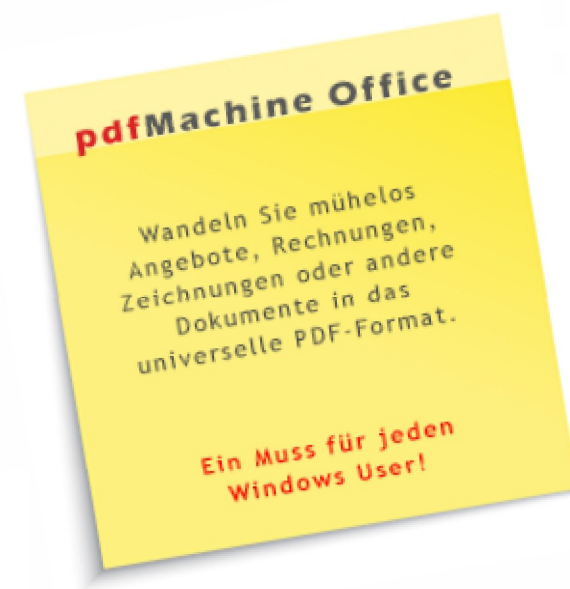 pdfMachine Office
Wandeln Sie mühelos
Angebote, Rechnungen,
Zeichnungen oder andere
Dokumente in das
universelle PDF-Format.
Ein Muss für jeden
Windows User!